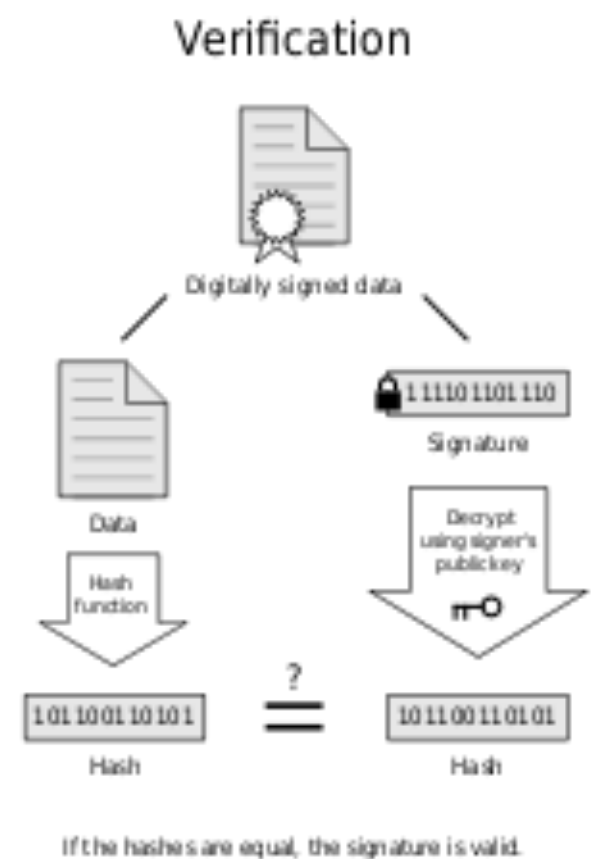 Verification
Digitally signed data
111101101110
Signature
Data
Decrypt
using signer's
public key
Hash
function
?
101100110101
101100110101
Hash
Hash
If the hashes are equal, the signature is valid.